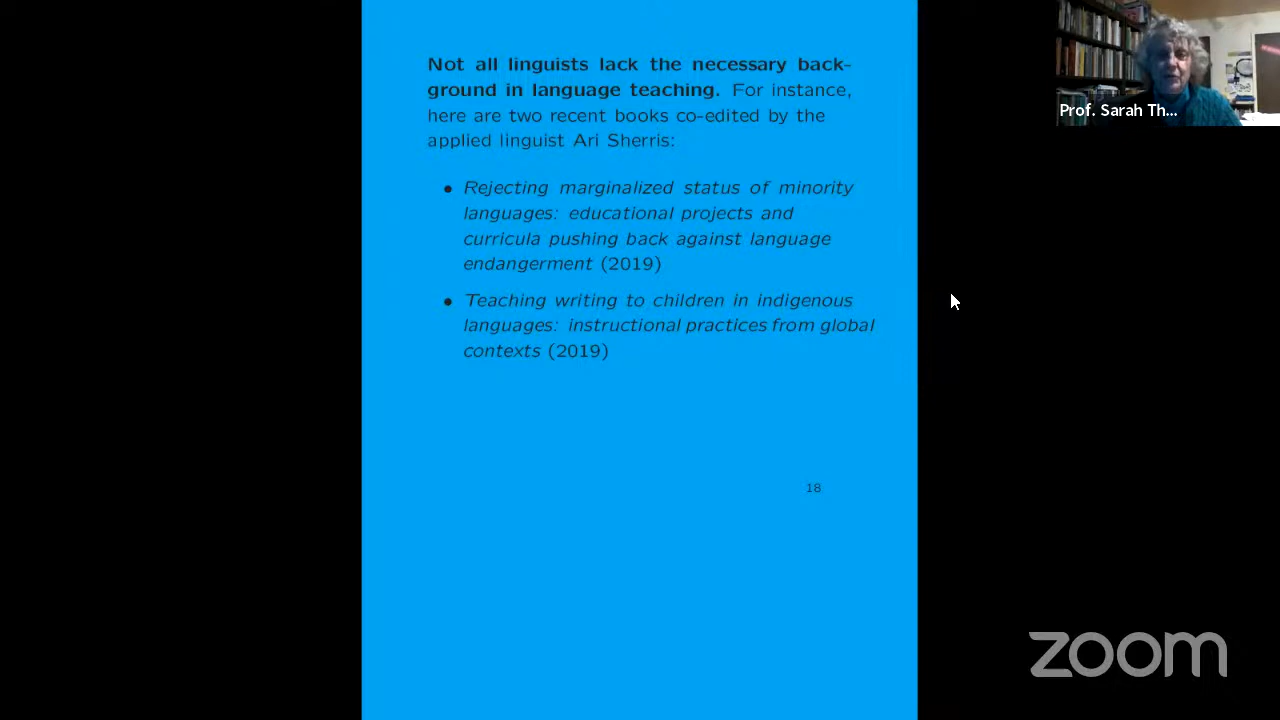 Not all linguists lack the necessary back-
ground in language teaching. For instance,
here are two recent books co-edited by the
applied linguist Ari Sherris:
• Rejecting marginalized status of minority
languages: educational projects and
curricula pushing back against language
endangerment (2019)
• Teaching writing to children in indigenous
languages: instructional practices from global
contexts (2019)
18
Prof. Sarah Th...
zoom